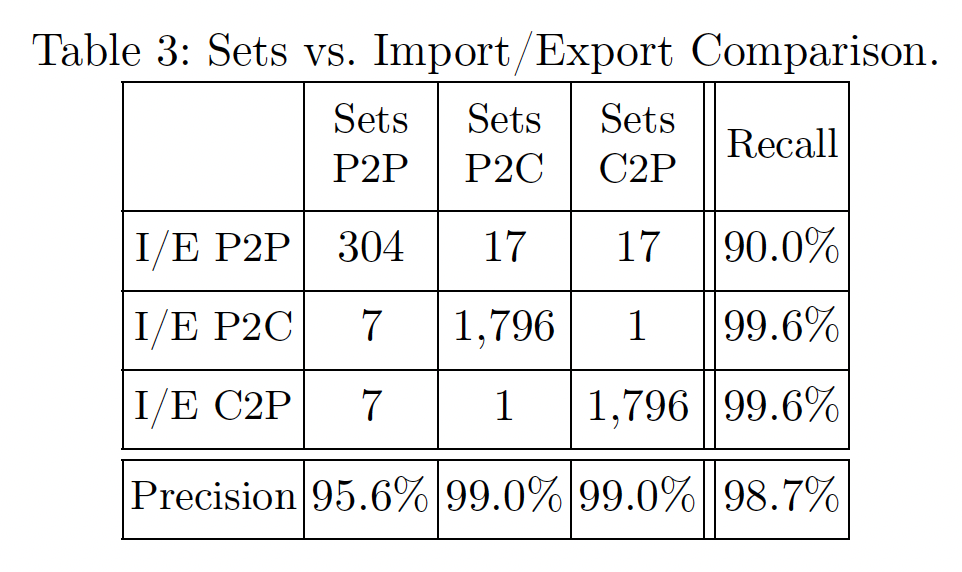 Table 3: Sets vs. Import/Export Comparison.
Sets P2P Sets P2C Sets C2P Recall
I/E P2P 304 17 17 90.0%
I/E P2C 7 1,796 1 99.6%
I/E C2P 7 1 1,796 99.6%
Precision 95.6% 99.0% 99.0% 98.7%